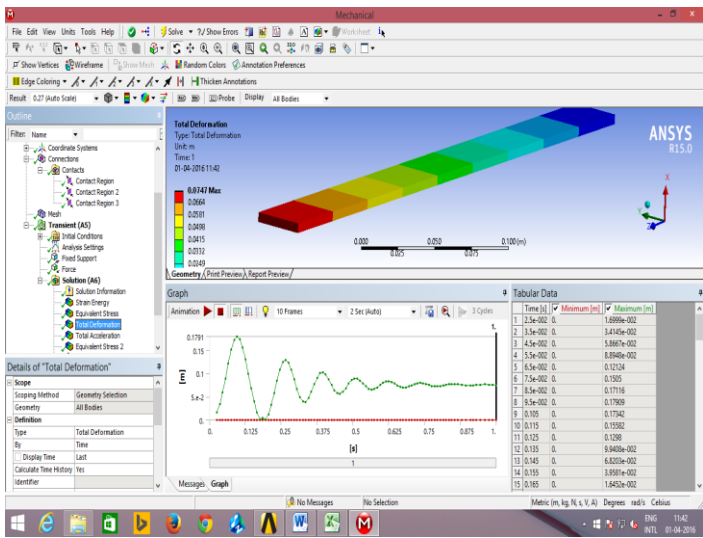 Mechanical
File Edit View Units Tools Help Solve ?/ Show Errors Worksheet
Show Vertices Wireframe Show Mesh Random Colors Annotation Preferences
Edge Coloring Thicken Annotations
Result 0.27 (Auto Scale) Probe Display All Bodies
Outline
Filter: Name
Coordinate Systems
Connections
Contacts
Contact Region
Contact Region 2
Contact Region 3
Mesh
Transient (A5)
Initial Conditions
Analysis Settings
Fixed Support
Force
Solution (A6)
Solution Information
Strain Energy
Equivalent Stress
Total Deformation
Total Acceleration
Equivalent Stress 2
Details of "Total Deformation"
Scope
Scoping Method Geometry Selection
Geometry All Bodies
Definition
Type Total Deformation
By Time
Display Time Last
Calculate Time History Yes
Identifier
Total Deformation
Type: Total Deformation
Unit: m
Time: 1
01-04-2016 11:42
0.0747 Max
0.0664
0.0581
0.0498
0.0415
0.0332
0.0249
ANSYS
R15.0
X
Y
Z
0.000 0.050 0.100 (m)
0.025 0.075
Geometry Print Preview Report Preview
Graph
Animation 10 Frames 2 Sec (Auto) 3 Cycles
1.
0.1791
0.15
0.1
5.e-2
0.
[m]
0. 0.125 0.25 0.375 0.5 0.625 0.75 0.875 1.
[s]
1
Messages Graph
Tabular Data
Time [s] Minimum [m] Maximum [m]
1 2.5e-002 0. 1.6999e-002
2 3.5e-002 0. 3.4145e-002
3 4.5e-002 0. 5.8667e-002
4 5.5e-002 0. 8.8948e-002
5 6.5e-002 0. 0.12124
6 7.5e-002 0. 0.1505
7 8.5e-002 0. 0.17116
8 9.5e-002 0. 0.17909
9 0.105 0. 0.17342
10 0.115 0. 0.15582
11 0.125 0. 0.1298
12 0.135 0. 9.9408e-002
13 0.145 0. 6.8203e-002
14 0.155 0. 3.9581e-002
15 0.165 0. 1.6452e-002
No Messages No Selection Metric (m, kg, N, s, V, A) Degrees rad/s Celsius
ENG 11:42
INTL 01-04-2016